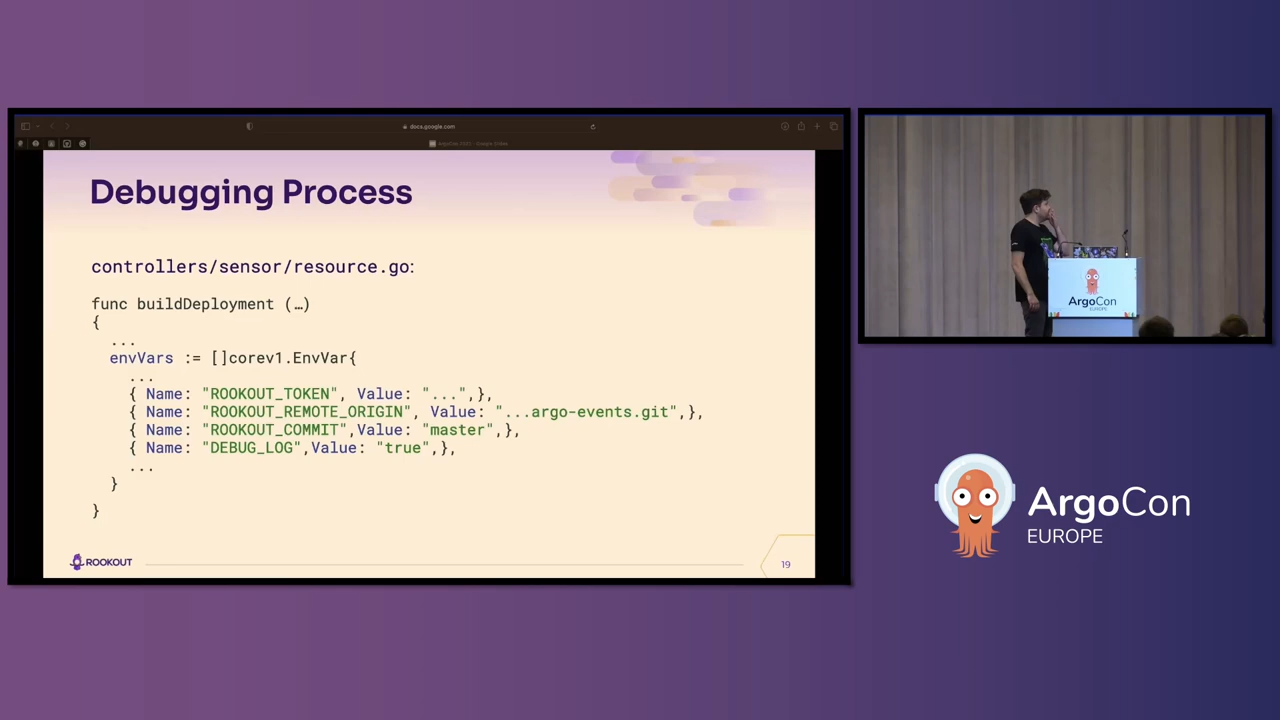 docs.google.com
Debugging Process
controllers/sensor/resource.go:
func buildDeployment (…)
{
...
envVars := []corev1.EnvVar{
...
{ Name: "ROOKOUT_TOKEN", Value: "...",},
{ Name: "ROOKOUT_REMOTE_ORIGIN", Value: "...argo-events.git",},
{ Name: "ROOKOUT_COMMIT",Value: "master",},
{ Name: "DEBUG_LOG",Value: "true",},
...
}
}
ROOKOUT
19
ArgoCon
EUROPE
ArgoCon
EUROPE